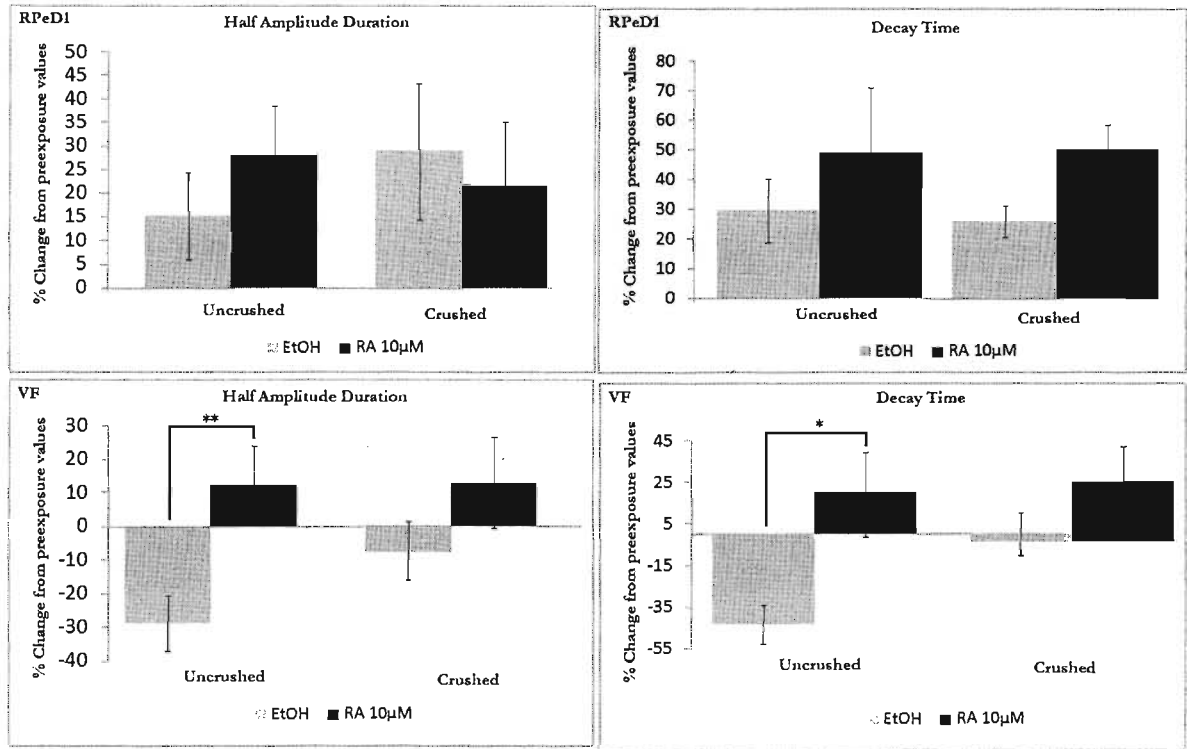 RPeD1
Half Amplitude Duration
% Change from preexposure values
50
45
40
35
30
25
20
15
10
5
0
Uncrushed Crushed
EtOH RA 10µM
RPeD1
Decay Time
% Change from preexposure values
80
70
60
50
40
30
20
10
0
Uncrushed Crushed
EtOH RA 10µM
VF
Half Amplitude Duration
% Change from preexposure values
30
20
10
0
-10
-20
-30
-40
**
Uncrushed Crushed
EtOH RA 10µM
VF
Decay Time
% Change from preexposure values
45
25
5
-15
-35
-55
*
Uncrushed Crushed
EtOH RA 10µM